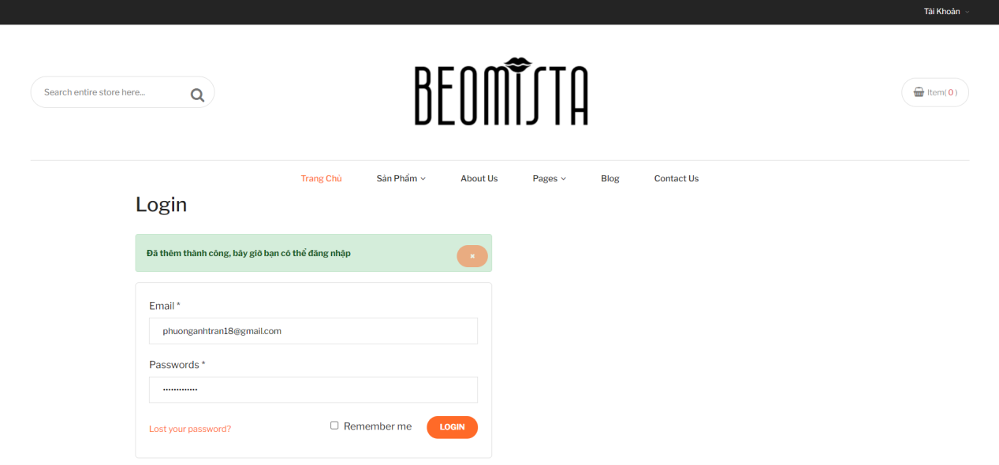 Tài Khoản
Search entire store here...
BEOMISTA
Item( 0 )
Trang Chủ Sản Phẩm About Us Pages Blog Contact Us
Login
Đã thêm thành công, bây giờ bạn có thể đăng nhập
×
Email *
phuonganhtran18@gmail.com
Passwords *
•••••••••••••
Lost your password? Remember me LOGIN